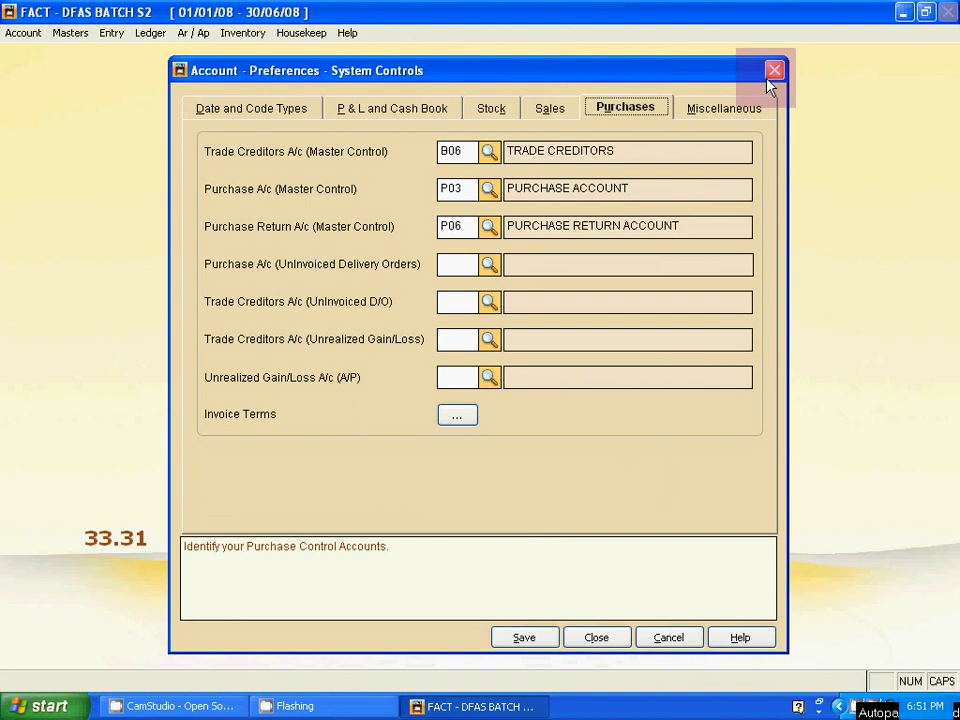 FACT - DFAS BATCH S2 [ 01/01/08 - 30/06/08 ]
Account Masters Entry Ledger Ar / Ap Inventory Housekeep Help
Account - Preferences - System Controls
Date and Code Types P & L and Cash Book Stock Sales Purchases Miscellaneous
Trade Creditors A/c (Master Control) B06 TRADE CREDITORS
Purchase A/c (Master Control) P03 PURCHASE ACCOUNT
Purchase Return A/c (Master Control) P06 PURCHASE RETURN ACCOUNT
Purchase A/c (UnInvoiced Delivery Orders)
Trade Creditors A/c (UnInvoiced D/O)
Trade Creditors A/c (Unrealized Gain/Loss)
Unrealized Gain/Loss A/c (A/P)
Invoice Terms ...
33.31
Identify your Purchase Control Accounts.
Save Close Cancel Help
NUM CAPS
start CamStudio - Open So... Flashing FACT - DFAS BATCH ... 6:51 PM